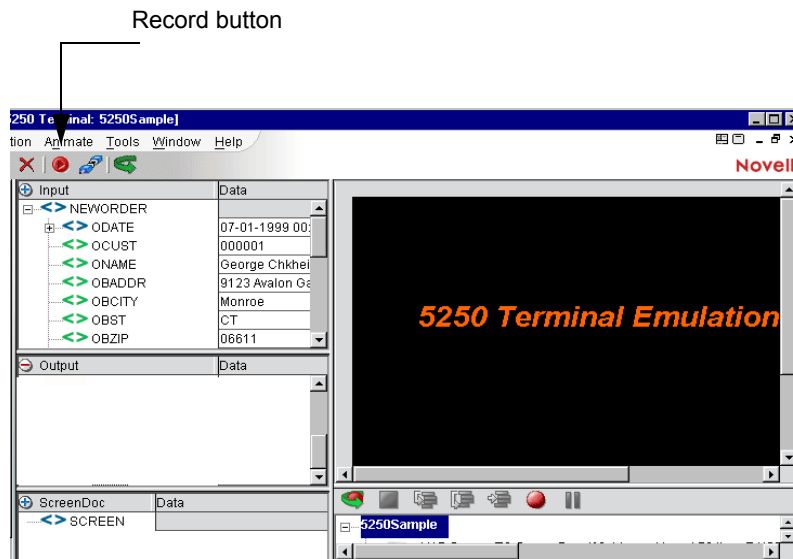 Record button
5250 Terminal: 5250Sample]
tion Animate Tools Window Help
Novell
Input Data
NEWORDER
ODATE 07-01-1999 00:
OCUST 000001
ONAME George Chkhei
OBADDR 9123 Avalon Ga
OBCITY Monroe
OBST CT
OBZIP 06611
5250 Terminal Emulation
Output Data
ScreenDoc Data
SCREEN
5250Sample